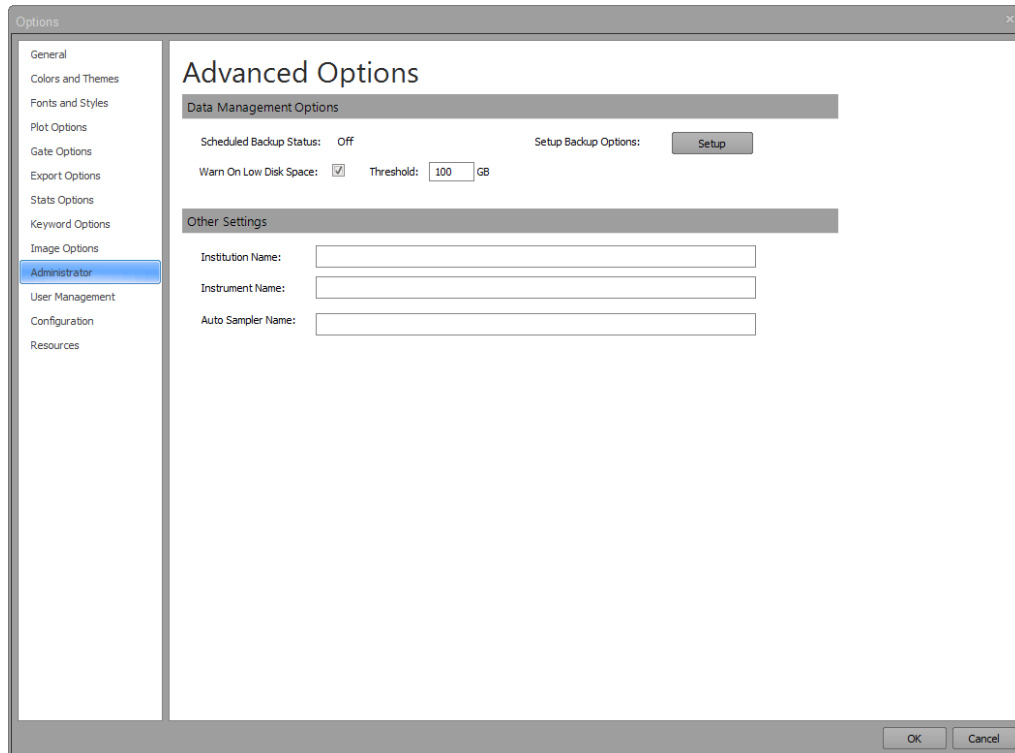 Options
General
Colors and Themes
Fonts and Styles
Plot Options
Gate Options
Export Options
Stats Options
Keyword Options
Image Options
Administrator
User Management
Configuration
Resources
Advanced Options
Data Management Options
Scheduled Backup Status: Off Setup Backup Options: Setup
Warn On Low Disk Space: Threshold: 100 GB
Other Settings
Institution Name:
Instrument Name:
Auto Sampler Name:
OK Cancel